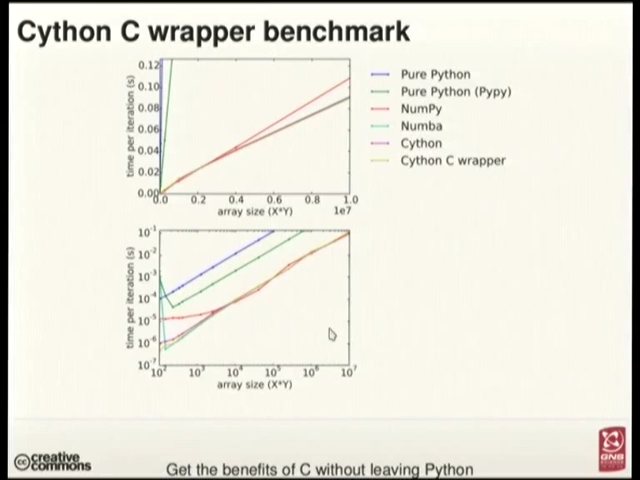 Cython C wrapper benchmark
time per iteration (s)
0.12
0.10
0.08
0.06
0.04
0.02
0.00
0.0 0.2 0.4 0.6 0.8 1.0
1e7
array size (X*Y)
Pure Python
Pure Python (Pypy)
NumPy
Numba
Cython
Cython C wrapper
time per iteration (s)
10⁻¹
10⁻²
10⁻³
10⁻⁴
10⁻⁵
10⁻⁶
10⁻⁷
10² 10³ 10⁴ 10⁵ 10⁶ 10⁷
array size (X*Y)
cc creative
commons
Get the benefits of C without leaving Python
GNS